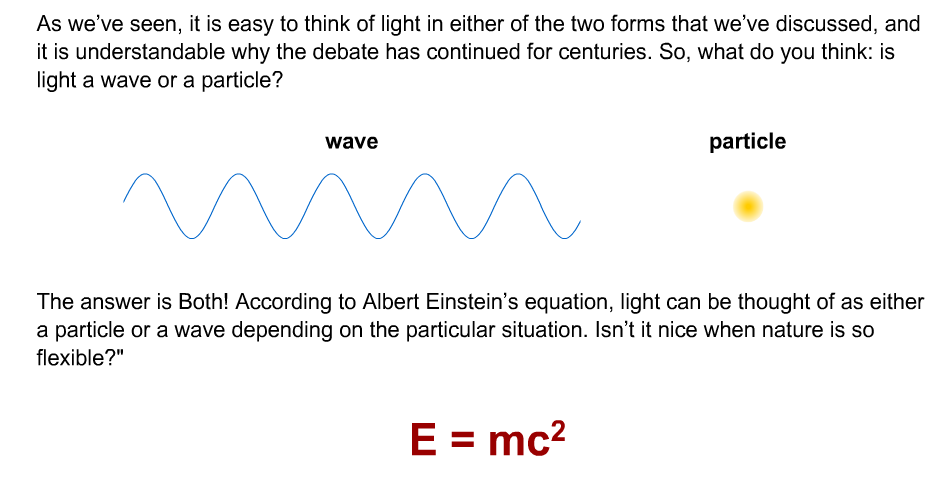 As we’ve seen, it is easy to think of light in either of the two forms that we’ve discussed, and
it is understandable why the debate has continued for centuries. So, what do you think: is
light a wave or a particle?
wave particle
The answer is Both! According to Albert Einstein’s equation, light can be thought of as either
a particle or a wave depending on the particular situation. Isn’t it nice when nature is so
flexible?"
E = mc²